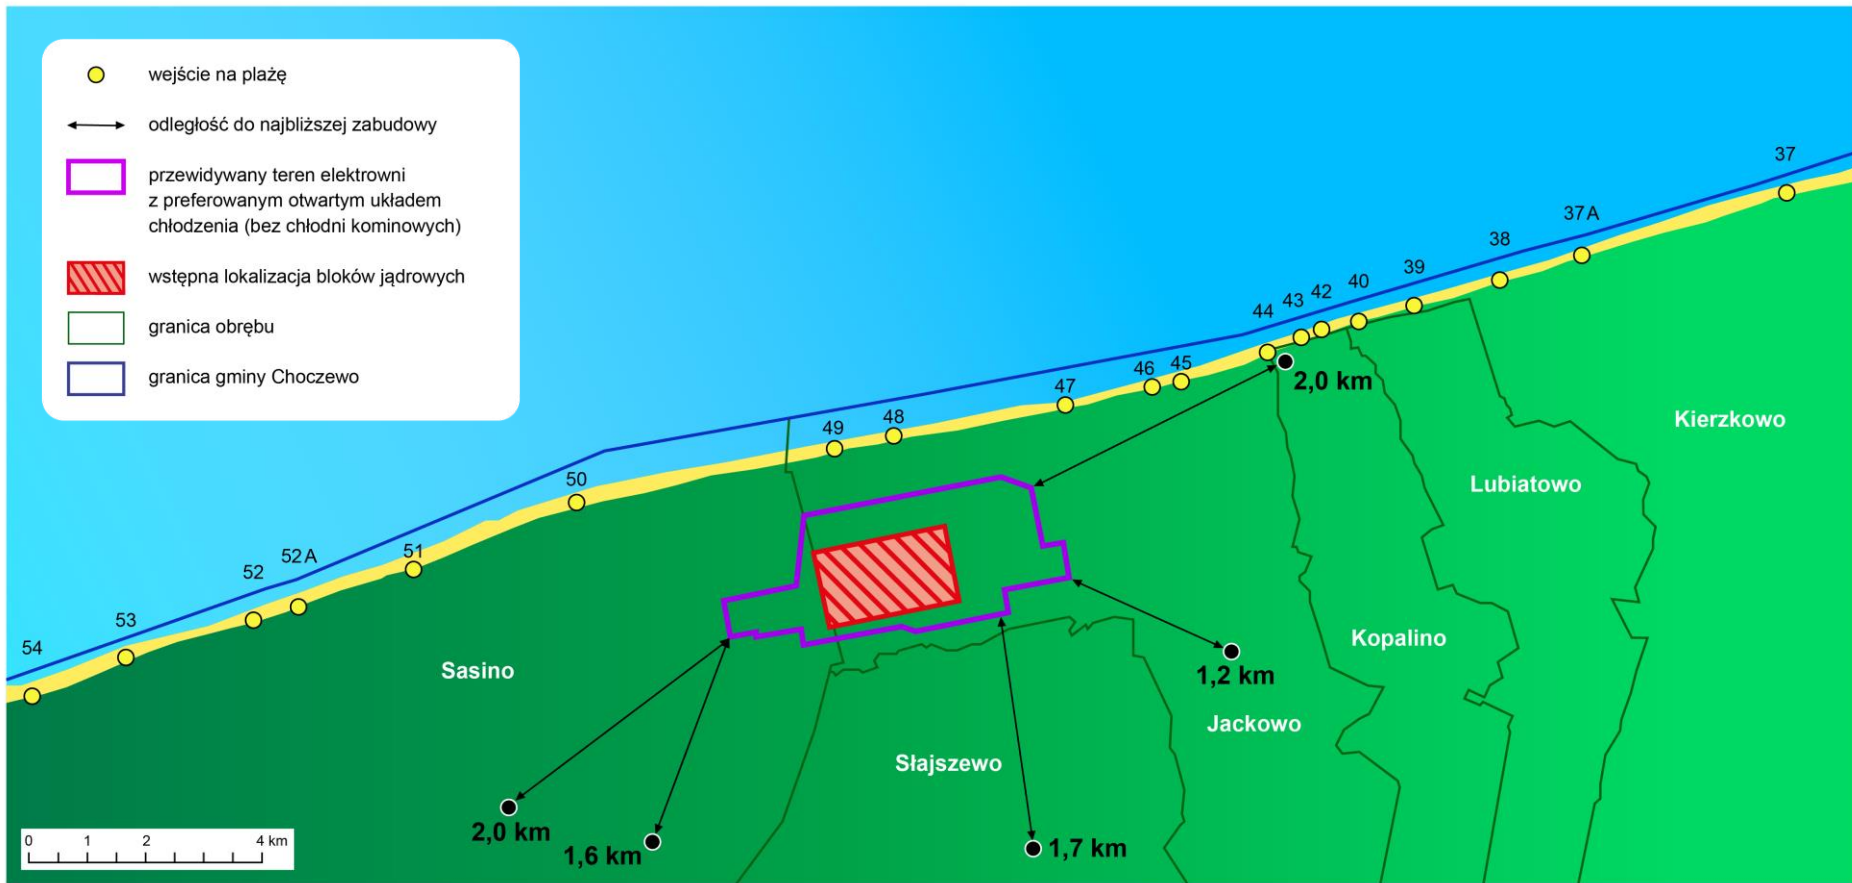 wejście na plażę
odległość do najbliższej zabudowy
przewidywany teren elektrowni
z preferowanym otwartym układem
chłodzenia (bez chłodni kominowych)
wstępna lokalizacja bloków jądrowych
granica obrębu
granica gminy Choczewo
37
37A
38
39
40
42
43
44
45
46
47
48
49
50
51
52A
52
53
54
2,0 km
Kierzkowo
Lubiatowo
Kopalino
Sasino
1,2 km
Jackowo
Słajszewo
2,0 km
1,6 km
1,7 km
0 1 2 4 km